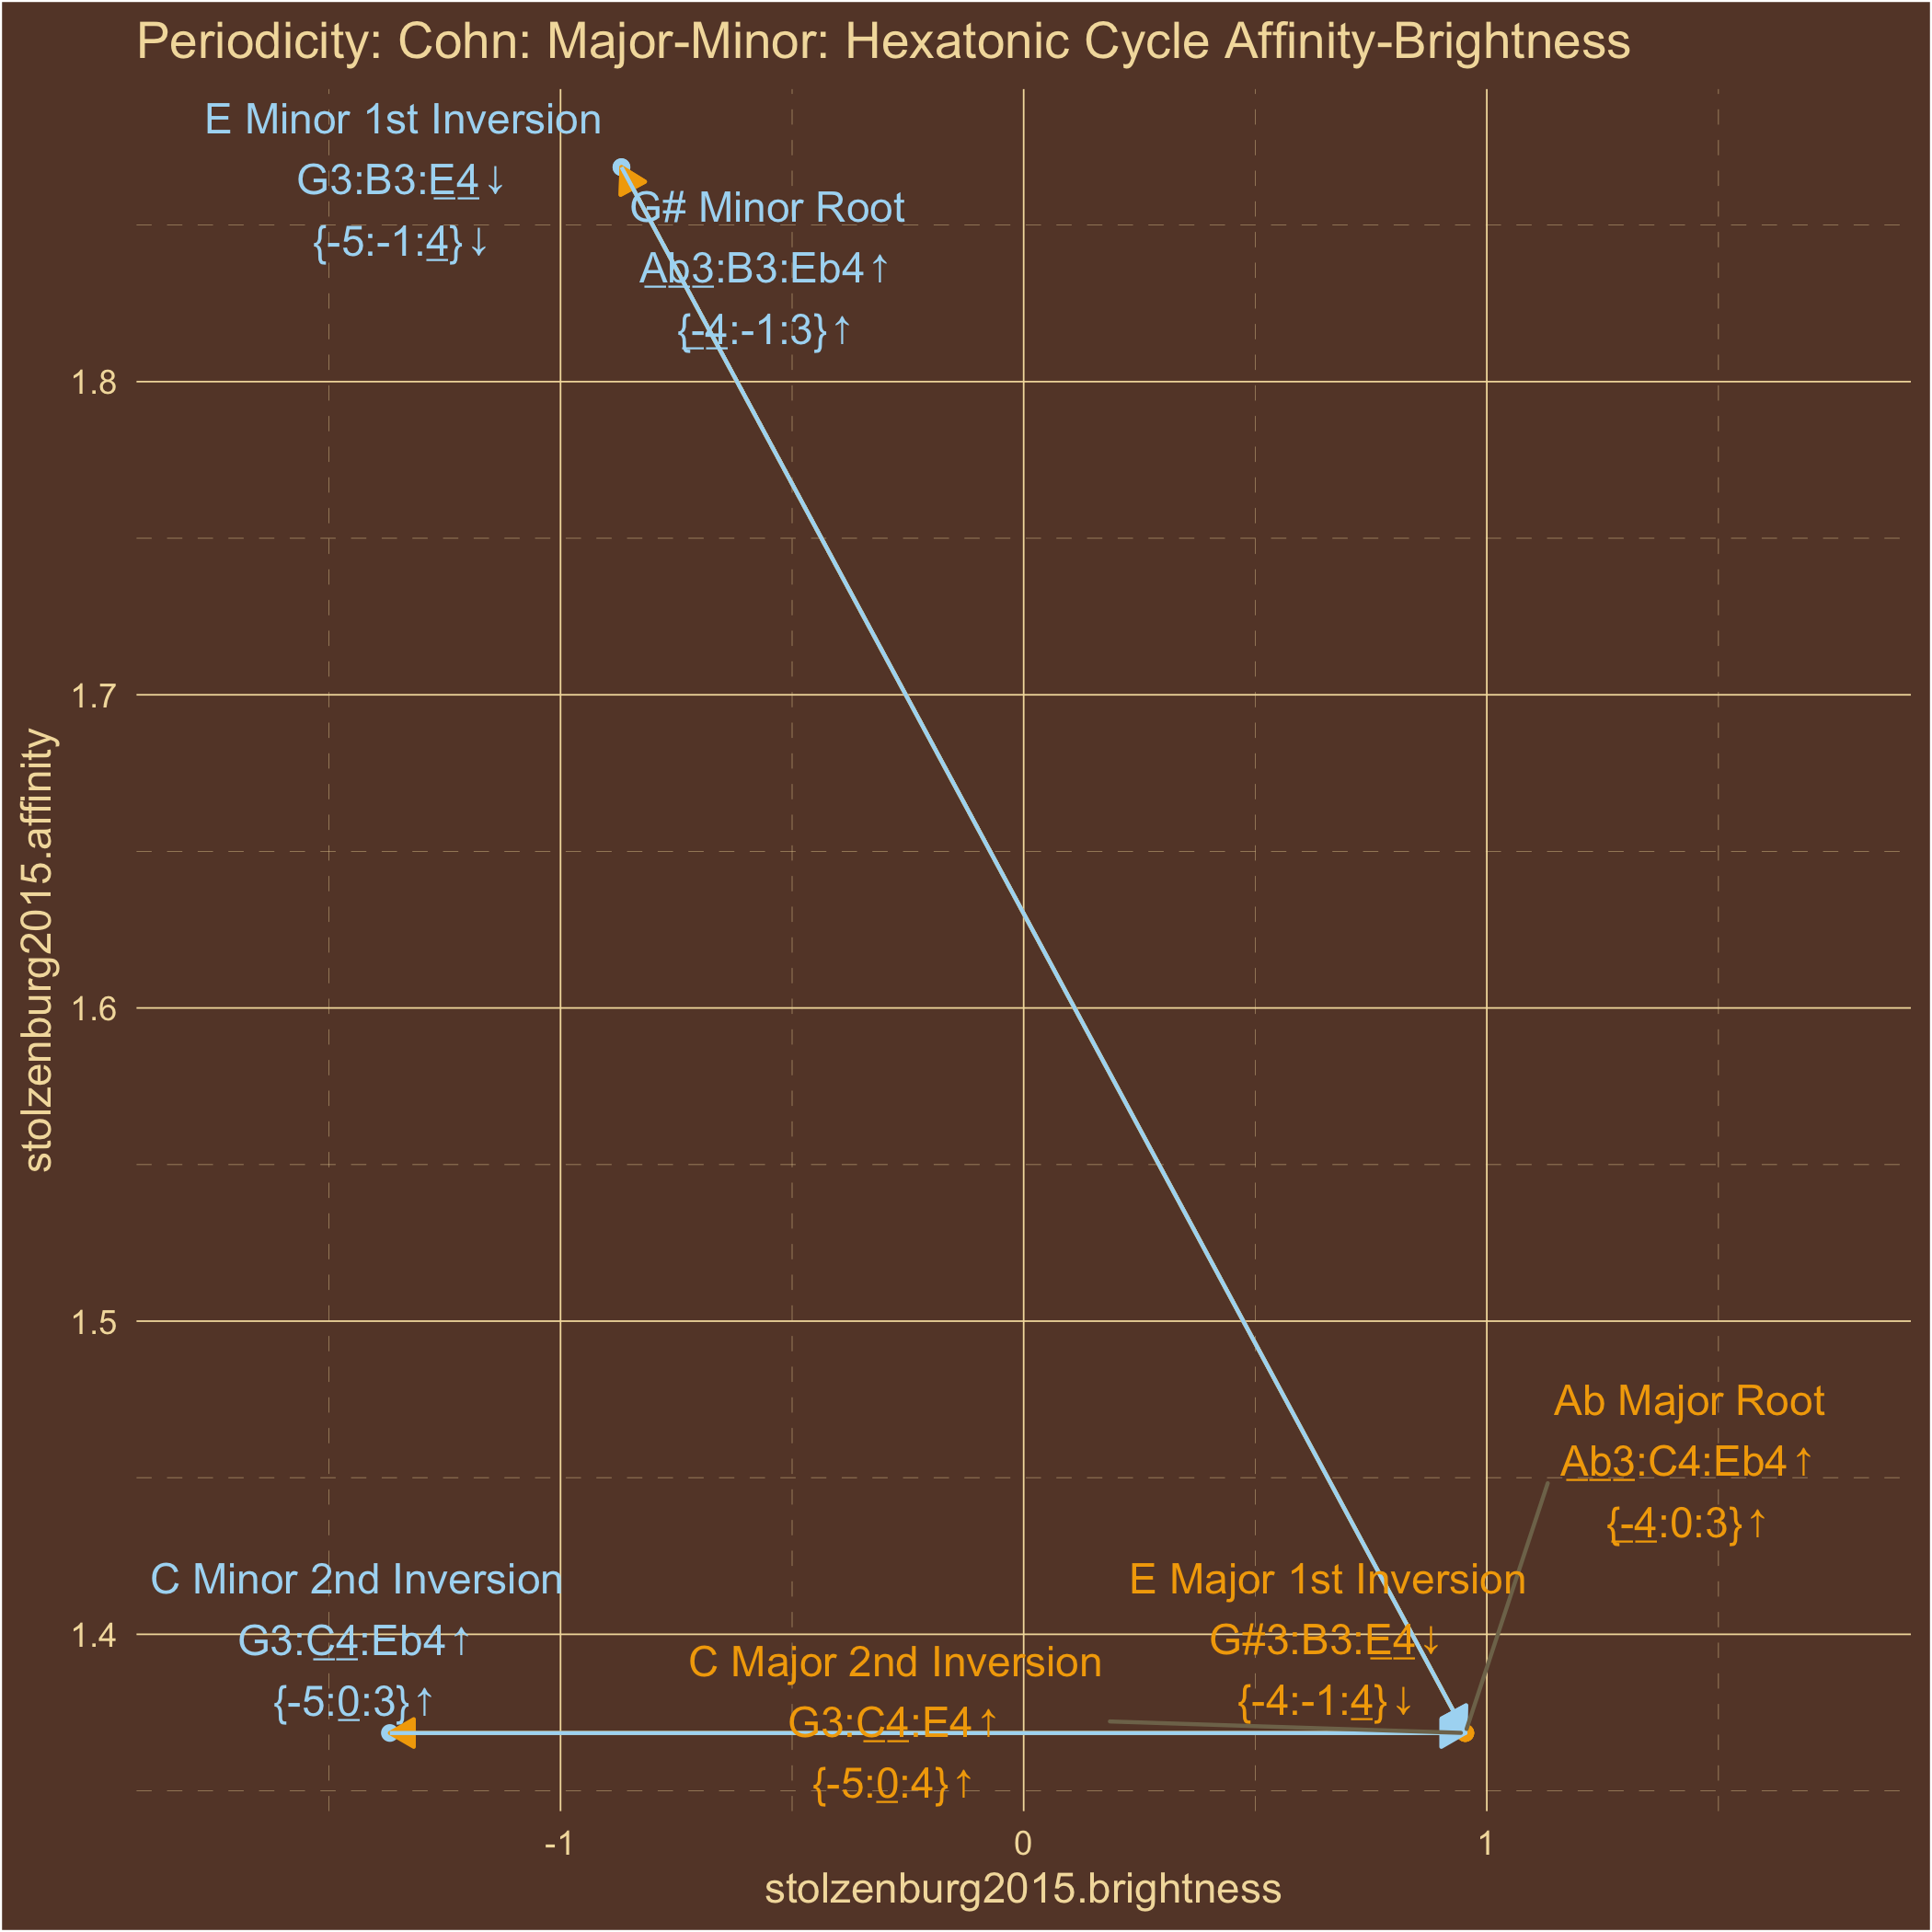 Periodicity: Cohn: Major-Minor: Hexatonic Cycle Affinity-Brightness
E Minor 1st Inversion
G3:B3:E4↓
{-5:-1:4}↓
G# Minor Root
Ab3:B3:Eb4↑
{-4:-1:3}↑
1.8
1.7
1.6
1.5
1.4
stolzenburg2015.affinity
Ab Major Root
Ab3:C4:Eb4↑
{-4:0:3}↑
C Minor 2nd Inversion
G3:C4:Eb4↑
{-5:0:3}↑
E Major 1st Inversion
G#3:B3:E4↓
{-4:-1:4}↓
C Major 2nd Inversion
G3:C4:E4↑
{-5:0:4}↑
-1
0
1
stolzenburg2015.brightness